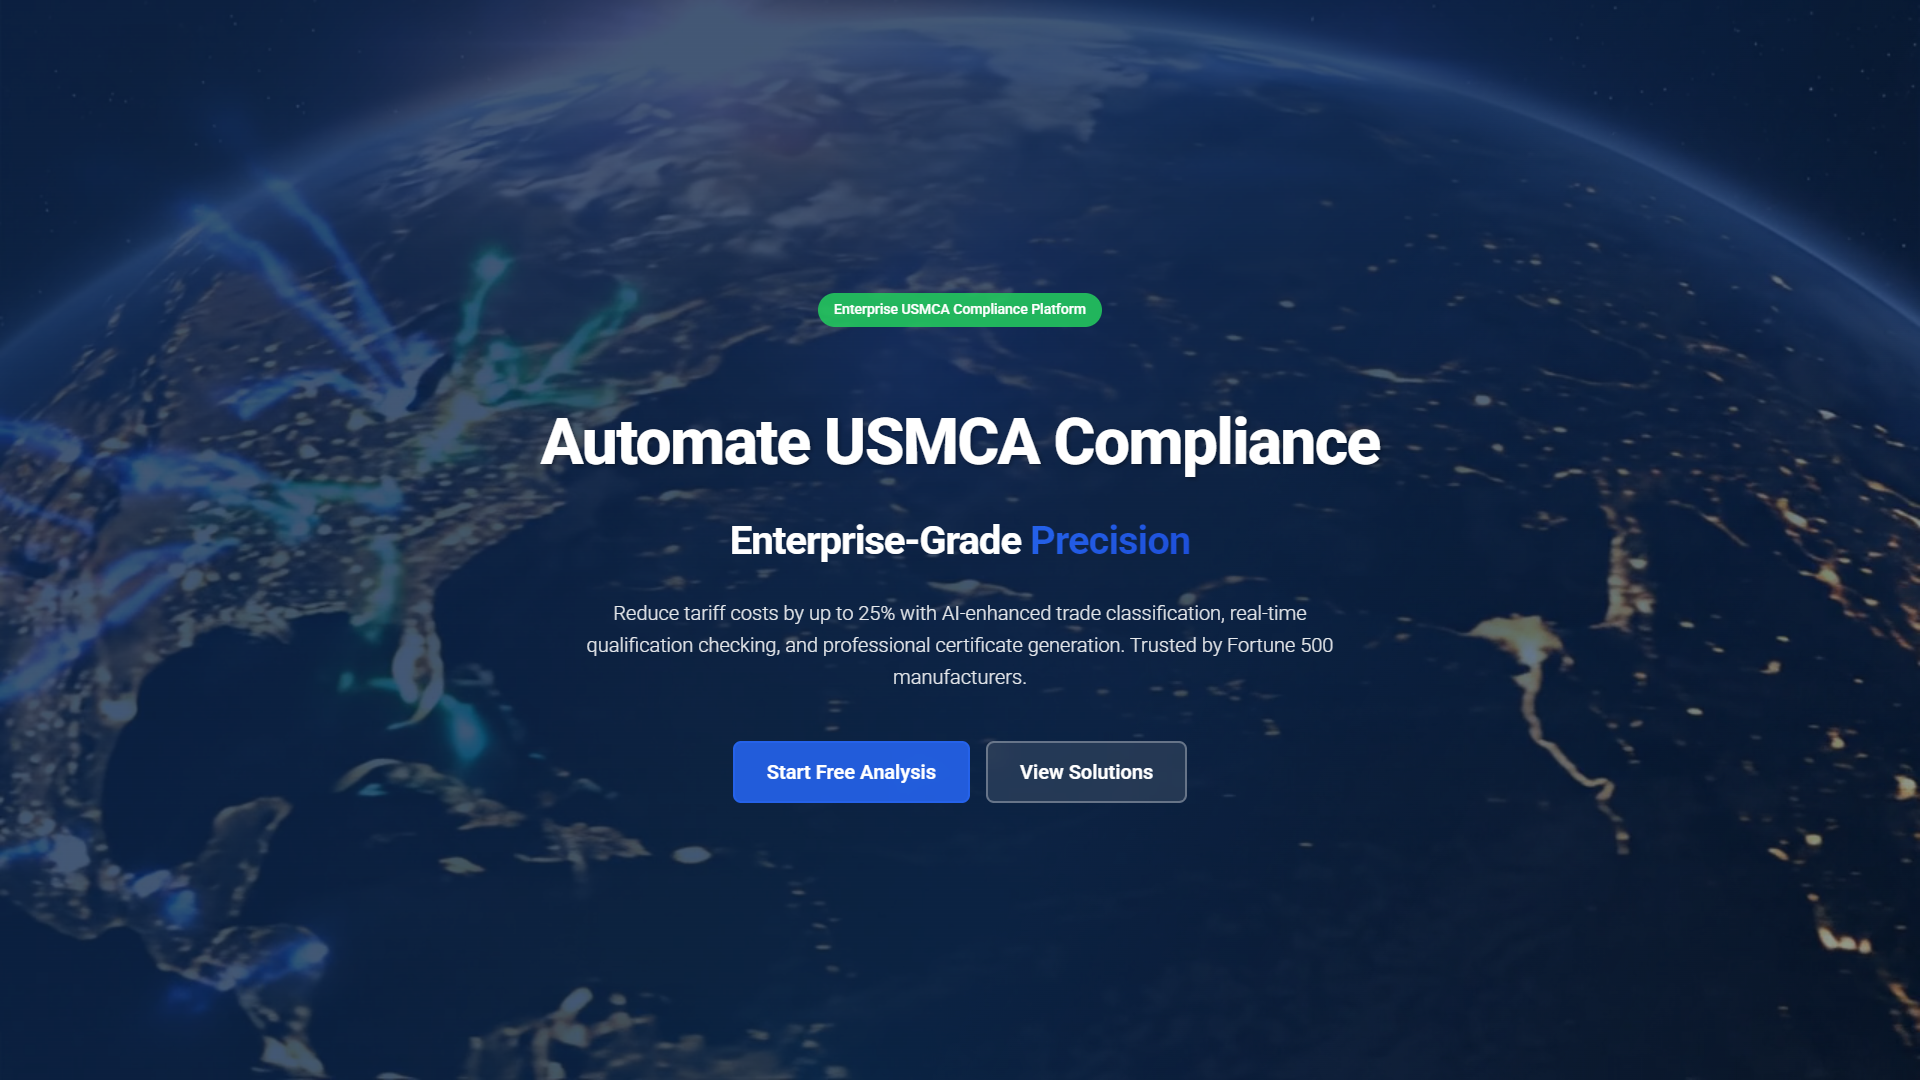 Enterprise USMCA Compliance Platform
Automate USMCA Compliance
Enterprise-Grade Precision
Reduce tariff costs by up to 25% with AI-enhanced trade classification, real-time
qualification checking, and professional certificate generation. Trusted by Fortune 500
manufacturers.
Start Free Analysis
View Solutions